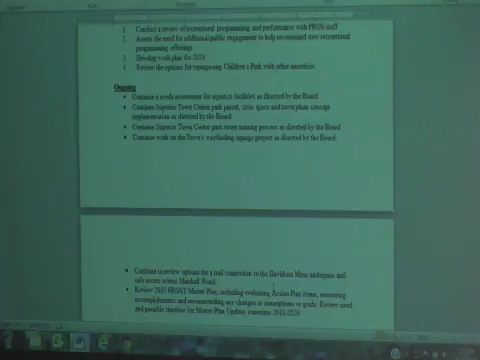 1. Conduct a review of recreational programming and performance with PROS staff
2. Assess the need for additional public engagement to help recommend new recreational
programming offerings
3. Develop work plan for 2018
4. Review the options for repurposing Children's Park with other amenities.
Ongoing
• Continue a needs assessment for aquatics facilities as directed by the Board.
• Continue Superior Town Center park parcel, civic space and town plaza concept
implementation as directed by the Board.
• Continue Superior Town Center park street naming process as directed by the Board.
• Continue work on the Town's wayfinding signage project as directed by the Board.
• Continue to review options for a trail connection to the Davidson Mesa underpass and
safe access across Marshall Road.
• Review 2005 PROST Master Plan, including evaluating Action Plan items, measuring
accomplishments and recommending any changes to assumptions or goals. Review need
and possible timeline for Master Plan Update, sometime 2018-2020